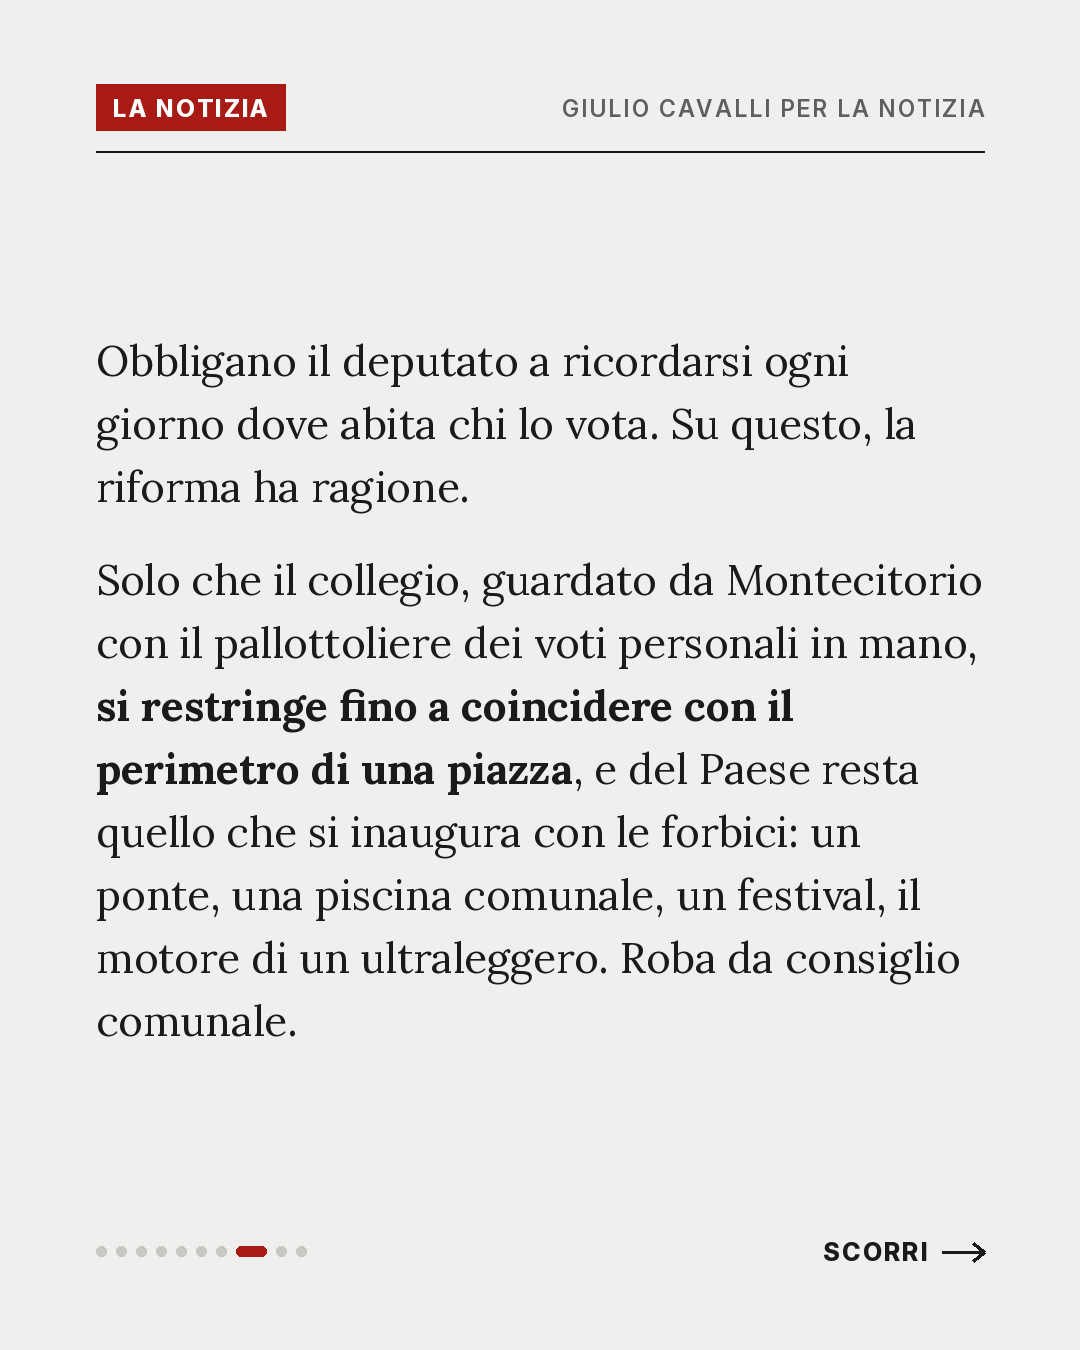 LA NOTIZIA
GIULIO CAVALLI PER LA NOTIZIA
Obbligano il deputato a ricordarsi ogni
giorno dove abita chi lo vota. Su questo, la
riforma ha ragione.
Solo che il collegio, guardato da Montecitorio
con il pallottoliere dei voti personali in mano,
si restringe fino a coincidere con il
perimetro di una piazza, e del Paese resta
quello che si inaugura con le forbici: un
ponte, una piscina comunale, un festival, il
motore di un ultraleggero. Roba da consiglio
comunale.
SCORRI